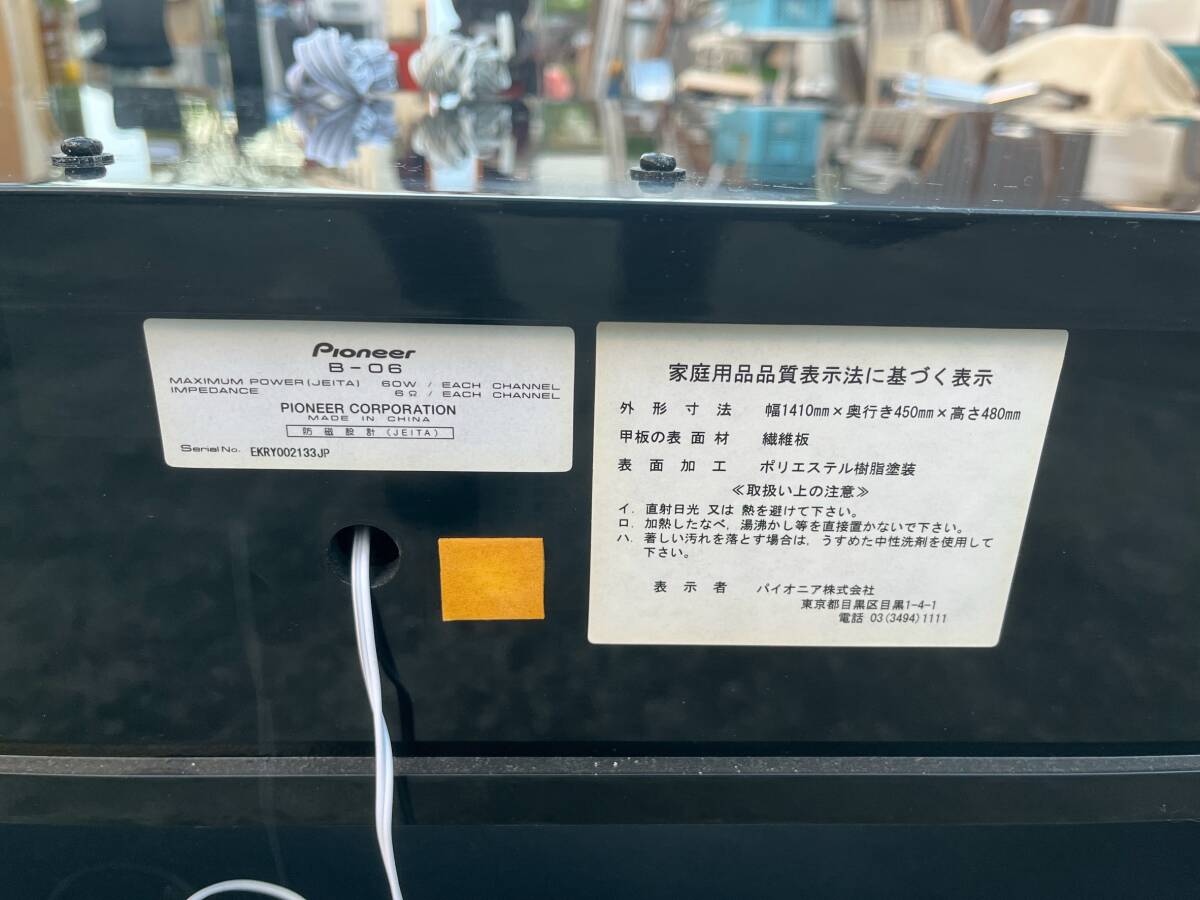 Pioneer
B-06
MAXIMUM POWER(JEITA) 60W / EACH CHANNEL
IMPEDANCE 6Ω / EACH CHANNEL
PIONEER CORPORATION
MADE IN CHINA
防磁設計(JEITA)
Serial No. EKRY002133JP
家庭用品品質表示法に基づく表示
外形寸法 幅1410mm×奥行き450mm×高さ480mm
甲板の表面材 繊維板
表面加工 ポリエステル樹脂塗装
≪取扱い上の注意≫
イ. 直射日光 又は 熱を避けて下さい。
ロ. 加熱したなべ, 湯沸かし等を直接置かないで下さい。
ハ. 著しい汚れを落とす場合は, うすめた中性洗剤を使用して
下さい。
表示者 パイオニア株式会社
東京都目黒区目黒1-4-1
電話 03(3494)1111